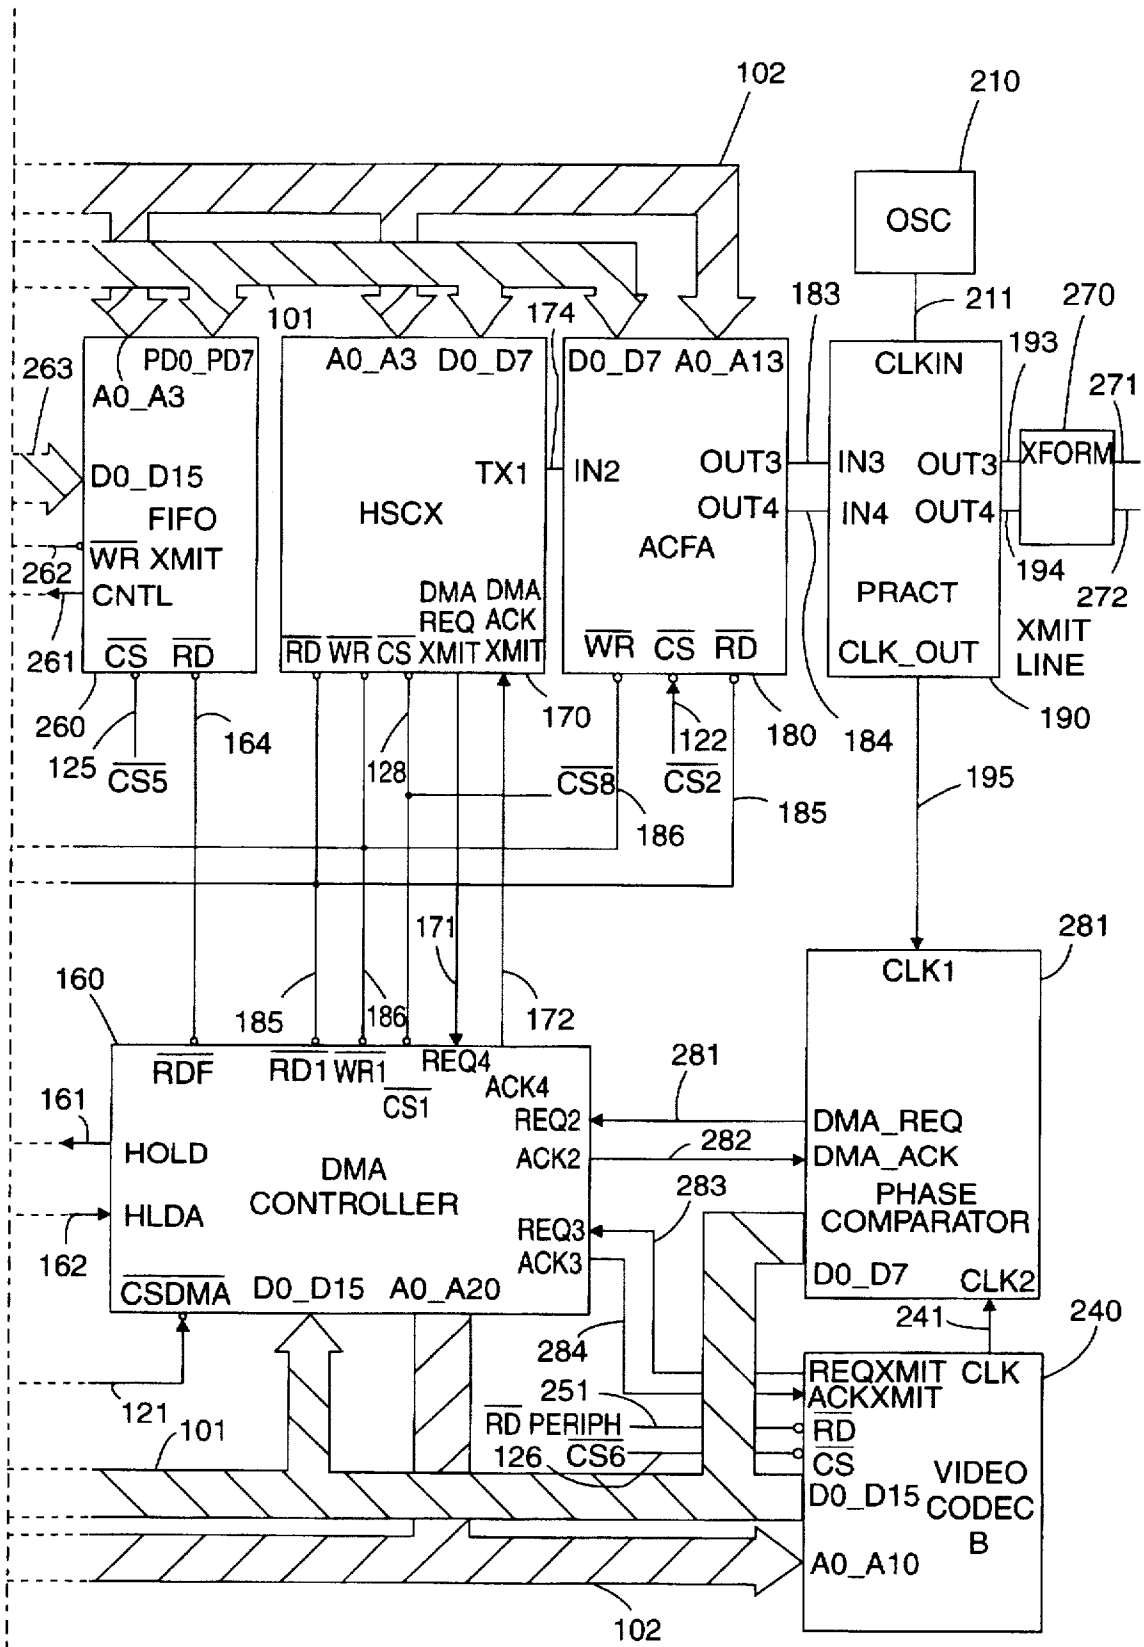 102
210
OSC
211
101
174
183
270
193
271
263
PD0_PD7
A0_A3
D0_D15
FIFO
WR XMIT
CNTL
CS RD
262
261
260
125
CS5
164
A0_A3 D0_D7
TX1
HSCX
DMA DMA
REQ ACK
RD WR CS XMIT XMIT
170
128
D0_D7 A0_A13
IN2
OUT3
OUT4
ACFA
WR CS RD
CS8
122
CS2
180
186
185
184
CLKIN
IN3 OUT3
IN4 OUT4
PRACT
CLK_OUT
XFORM
194
272
XMIT
LINE
190
195
171
281
160
185
186
172
CLK1
RDF RD1 WR1 REQ4
CS1 ACK4
REQ2
ACK2
161
HOLD
DMA
CONTROLLER
HLDA
162
REQ3
ACK3
CSDMA D0_D15 A0_A20
281
282
283
DMA_REQ
DMA_ACK
PHASE
COMPARATOR
D0_D7
CLK2
241
240
284
251
RD PERIPH
CS6
126
121
101
REQXMIT CLK
ACKXMIT
RD
CS
D0_D15
VIDEO
CODEC
B
A0_A10
102